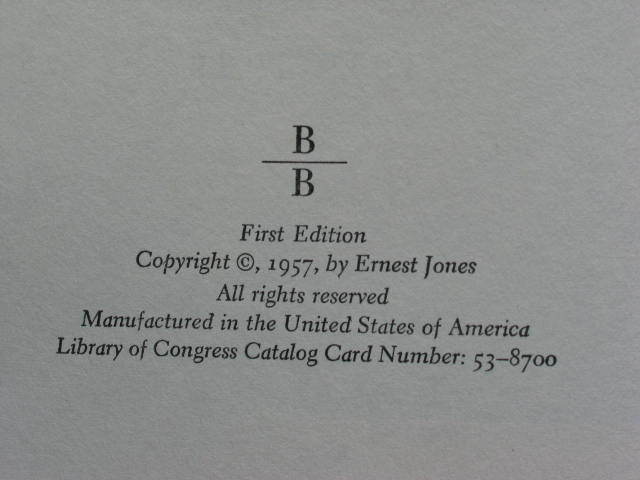 B
B
First Edition
Copyright ©, 1957, by Ernest Jones
All rights reserved
Manufactured in the United States of America
Library of Congress Catalog Card Number: 53–8700